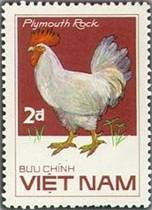 Plymouth Rock
2đ
BƯU CHÍNH
VIỆT NAM